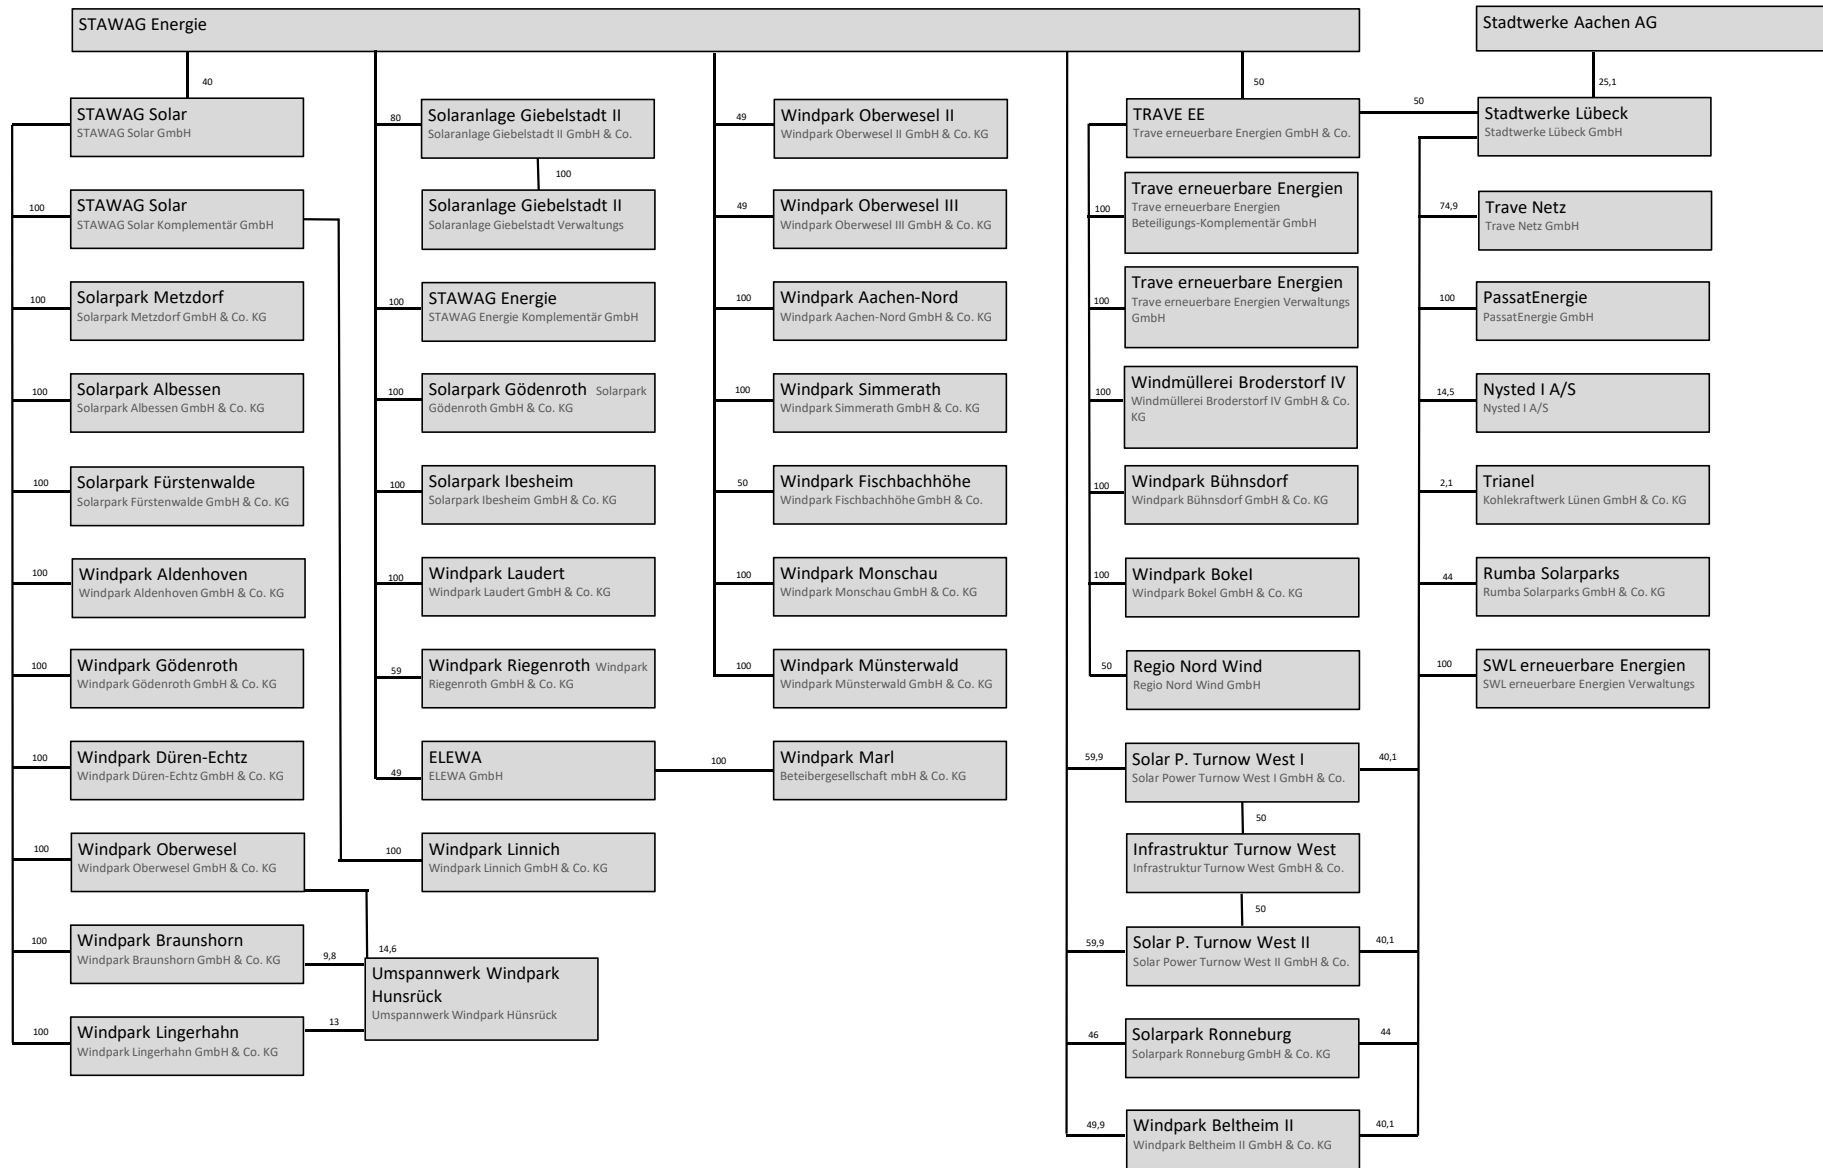 STAWAG Energie
Stadtwerke Aachen AG
40
STAWAG Solar
STAWAG Solar GmbH
100
STAWAG Solar
STAWAG Solar Komplementär GmbH
100
Solarpark Metzdorf
Solarpark Metzdorf GmbH & Co. KG
100
Solarpark Albessen
Solarpark Albessen GmbH & Co. KG
100
Solarpark Fürstenwalde
Solarpark Fürstenwalde GmbH & Co. KG
100
Windpark Aldenhoven
Windpark Aldenhoven GmbH & Co. KG
100
Windpark Gödenroth
Windpark Gödenroth GmbH & Co. KG
100
Windpark Düren-Echtz
Windpark Düren-Echtz GmbH & Co. KG
100
Windpark Oberwesel
Windpark Oberwesel GmbH & Co. KG
100
Windpark Braunshorn
Windpark Braunshorn GmbH & Co. KG
100
Windpark Lingerhahn
Windpark Lingerhahn GmbH & Co. KG
14,6
9,8
13
Umspannwerk Windpark
Hunsrück
Umspannwerk Windpark Hünsrück
80
Solaranlage Giebelstadt II
Solaranlage Giebelstadt II GmbH & Co.
100
Solaranlage Giebelstadt II
Solaranlage Giebelstadt Verwaltungs
100
STAWAG Energie
STAWAG Energie Komplementär GmbH
100
Solarpark Gödenroth Solarpark
Gödenroth GmbH & Co. KG
100
Solarpark Ibesheim
Solarpark Ibesheim GmbH & Co. KG
100
Windpark Laudert
Windpark Laudert GmbH & Co. KG
59
Windpark Riegenroth Windpark
Riegenroth GmbH & Co. KG
49
ELEWA
ELEWA GmbH
100
Windpark Linnich
Windpark Linnich GmbH & Co. KG
49
Windpark Oberwesel II
Windpark Oberwesel II GmbH & Co. KG
49
Windpark Oberwesel III
Windpark Oberwesel III GmbH & Co. KG
100
Windpark Aachen-Nord
Windpark Aachen-Nord GmbH & Co. KG
100
Windpark Simmerath
Windpark Simmerath GmbH & Co. KG
50
Windpark Fischbachhöhe
Windpark Fischbachhöhe GmbH & Co.
100
Windpark Monschau
Windpark Monschau GmbH & Co. KG
100
Windpark Münsterwald
Windpark Münsterwald GmbH & Co. KG
100
Windpark Marl
Beteibergesellschaft mbH & Co. KG
50
TRAVE EE
Trave erneuerbare Energien GmbH & Co.
50
100
Trave erneuerbare Energien
Trave erneuerbare Energien
Beteiligungs-Komplementär GmbH
100
Trave erneuerbare Energien
Trave erneuerbare Energien Verwaltungs
GmbH
100
Windmüllerei Broderstorf IV
Windmüllerei Broderstorf IV GmbH & Co.
KG
100
Windpark Bühnsdorf
Windpark Bühnsdorf GmbH & Co. KG
100
Windpark Bokel
Windpark Bokel GmbH & Co. KG
50
Regio Nord Wind
Regio Nord Wind GmbH
59,9
Solar P. Turnow West I
Solar Power Turnow West I GmbH & Co.
40,1
50
Infrastruktur Turnow West
Infrastruktur Turnow West GmbH & Co.
50
59,9
Solar P. Turnow West II
Solar Power Turnow West II GmbH & Co.
40,1
46
Solarpark Ronneburg
Solarpark Ronneburg GmbH & Co. KG
44
49,9
Windpark Beltheim II
Windpark Beltheim II GmbH & Co. KG
40,1
25,1
Stadtwerke Lübeck
Stadtwerke Lübeck GmbH
74,9
Trave Netz
Trave Netz GmbH
100
PassatEnergie
PassatEnergie GmbH
14,5
Nysted I A/S
Nysted I A/S
2,1
Trianel
Kohlekraftwerk Lünen GmbH & Co. KG
44
Rumba Solarparks
Rumba Solarparks GmbH & Co. KG
100
SWL erneuerbare Energien
SWL erneuerbare Energien Verwaltungs